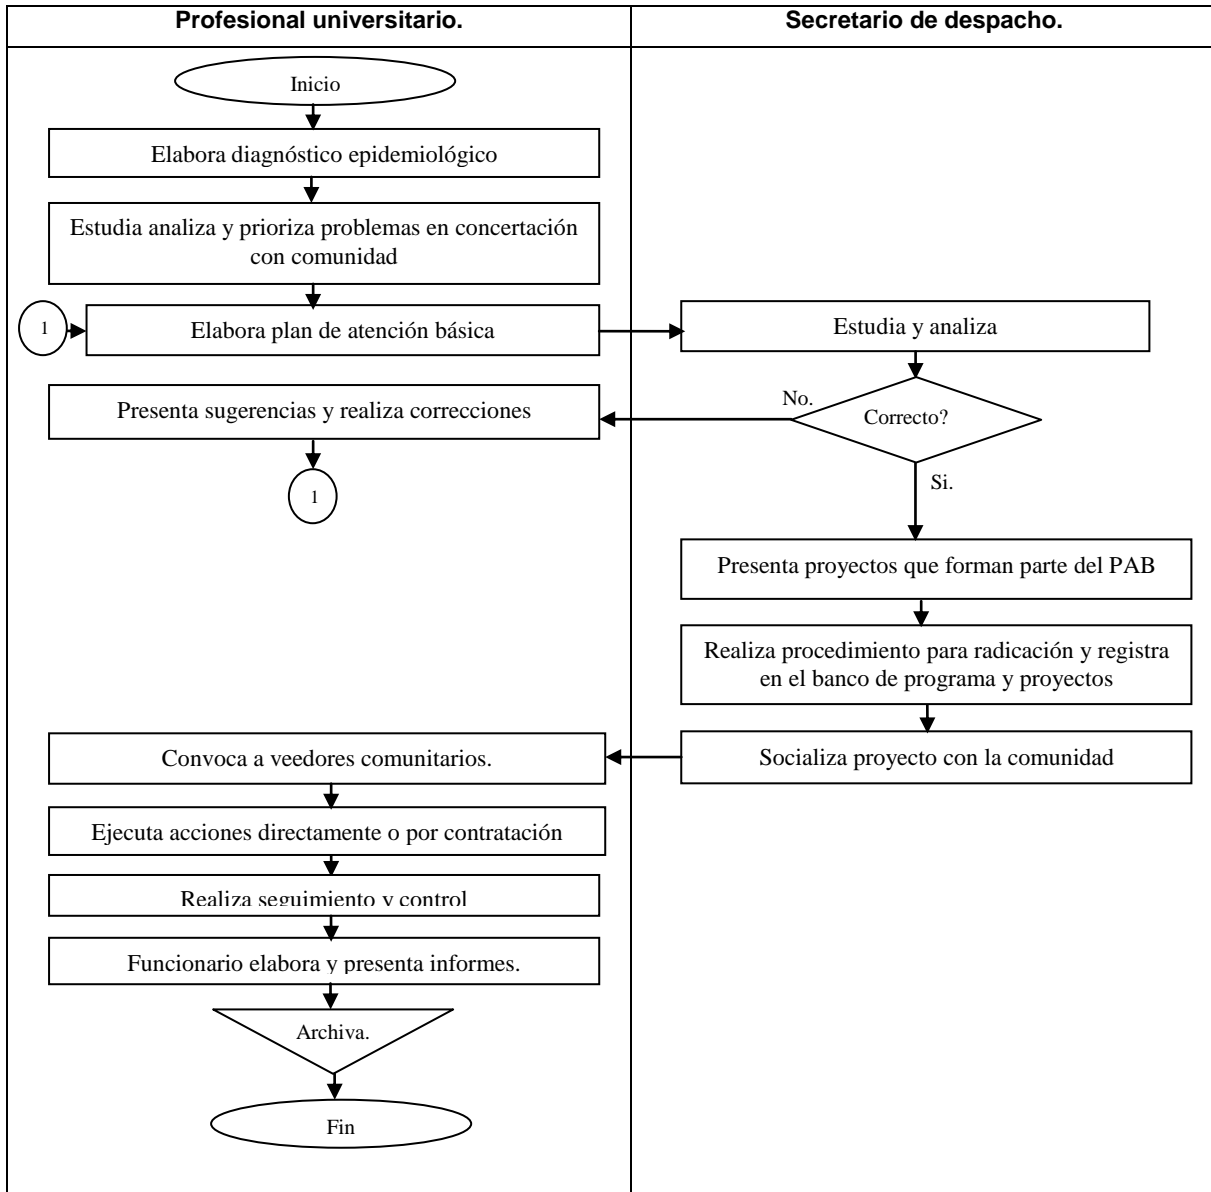 Profesional universitario.
Secretario de despacho.
Inicio
Elabora diagnóstico epidemiológico
Estudia analiza y prioriza problemas en concertación
con comunidad
1
Elabora plan de atención básica
Estudia y analiza
Presenta sugerencias y realiza correcciones
No.
Correcto?
1
Si.
Presenta proyectos que forman parte del PAB
Realiza procedimiento para radicación y registra
en el banco de programa y proyectos
Convoca a veedores comunitarios.
Socializa proyecto con la comunidad
Ejecuta acciones directamente o por contratación
Realiza seguimiento y control
Funcionario elabora y presenta informes.
Archiva.
Fin